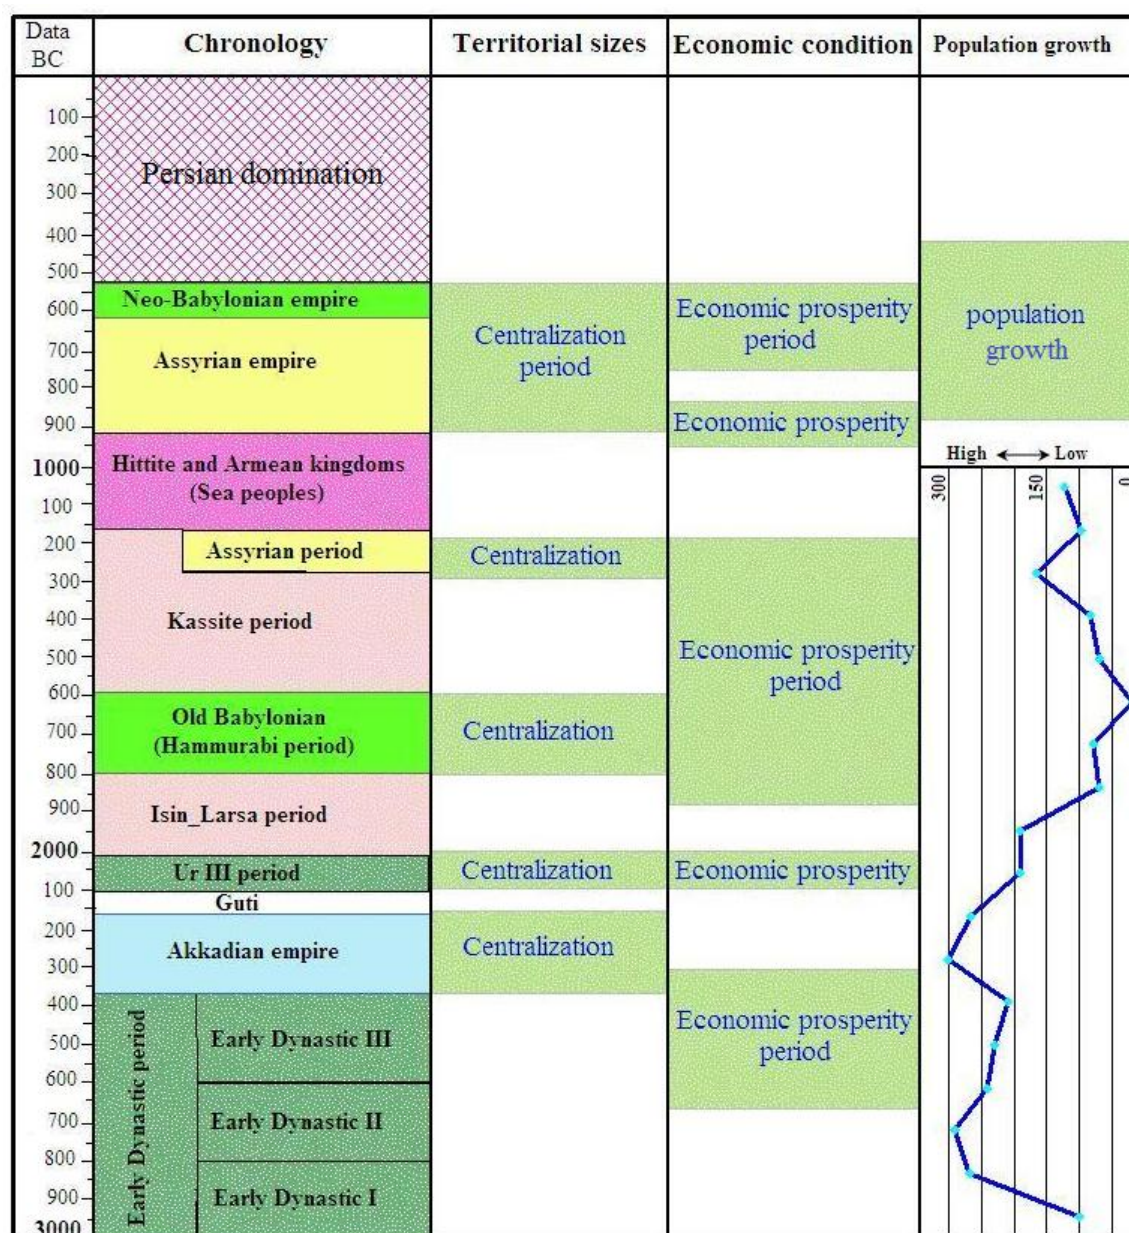 Data
BC
Chronology
Territorial sizes
Economic condition
Population growth
100
200
300
400
500
600
700
800
900
1000
100
200
300
400
500
600
700
800
900
2000
100
200
300
400
500
600
700
800
900
3000
Persian domination
Neo-Babylonian empire
Assyrian empire
Hittite and Armean kingdoms
(Sea peoples)
Assyrian period
Kassite period
Old Babylonian
(Hammurabi period)
Isin_Larsa period
Ur III period
Guti
Akkadian empire
Early Dynastic period
Early Dynastic III
Early Dynastic II
Early Dynastic I
Centralization
period
Centralization
Centralization
Centralization
Centralization
Economic prosperity
period
Economic prosperity
Economic prosperity
period
Economic prosperity
Economic prosperity
period
population
growth
High Low
300
150
0